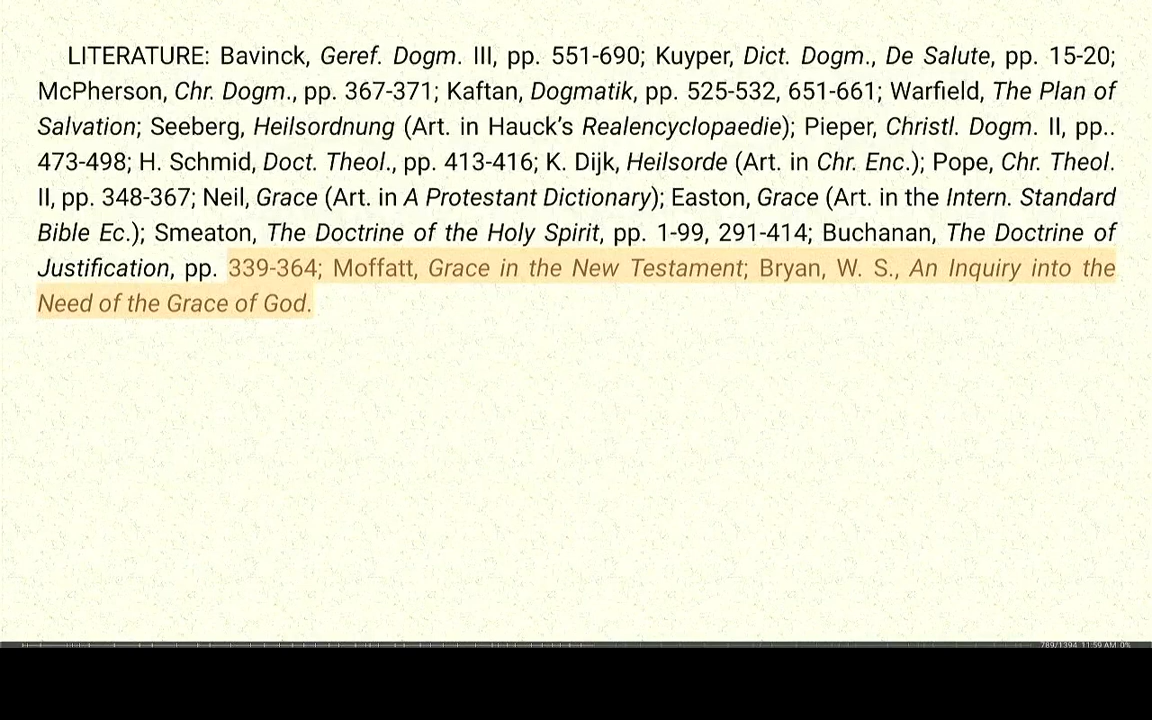 LITERATURE: Bavinck, Geref. Dogm. III, pp. 551-690; Kuyper, Dict. Dogm., De Salute, pp. 15-20;
McPherson, Chr. Dogm., pp. 367-371; Kaftan, Dogmatik, pp. 525-532, 651-661; Warfield, The Plan of
Salvation; Seeberg, Heilsordnung (Art. in Hauck’s Realencyclopaedie); Pieper, Christl. Dogm. II, pp..
473-498; H. Schmid, Doct. Theol., pp. 413-416; K. Dijk, Heilsorde (Art. in Chr. Enc.); Pope, Chr. Theol.
II, pp. 348-367; Neil, Grace (Art. in A Protestant Dictionary); Easton, Grace (Art. in the Intern. Standard
Bible Ec.); Smeaton, The Doctrine of the Holy Spirit, pp. 1-99, 291-414; Buchanan, The Doctrine of
Justification, pp. 339-364; Moffatt, Grace in the New Testament; Bryan, W. S., An Inquiry into the
Need of the Grace of God.
789/1394 11:59 AM 0%